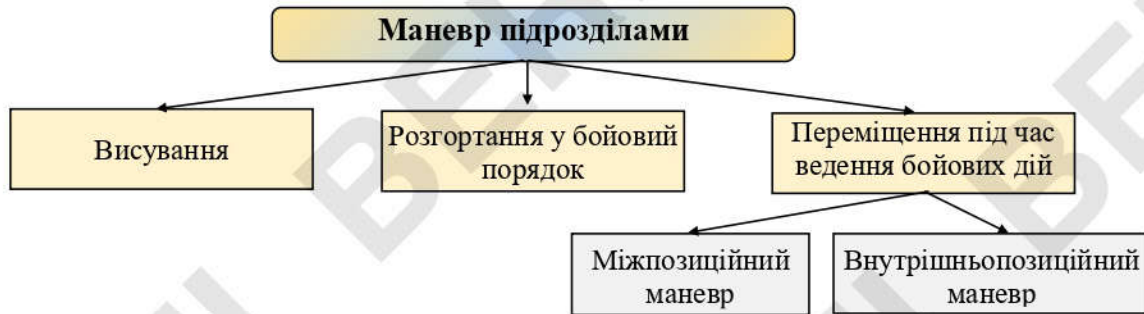 Маневр підрозділами
Висування
Розгортання у бойовий
порядок
Переміщення під час
ведення бойових дій
Міжпозиційний
маневр
Внутрішньопозиційний
маневр